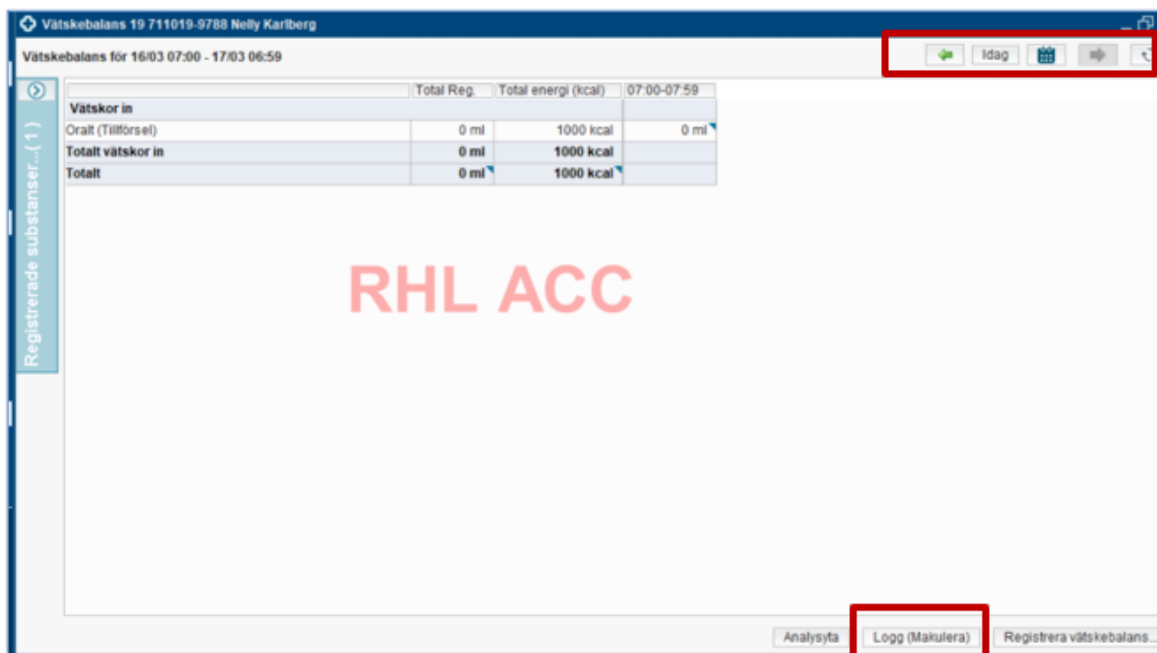 Vätskebalans 19 711019-9788 Nelly Karlberg
Vätskebalans för 16/03 07:00 - 17/03 06:59
Idag
Registrerade substanser...( 1 )
Total Reg. Total energi (kcal) 07:00-07:59
Vätskor in
Oralt (Tillförsel) 0 ml 1000 kcal 0 ml
Totalt vätskor in 0 ml 1000 kcal
Totalt 0 ml 1000 kcal
RHL ACC
Analysyta Logg (Makulera) Registrera vätskebalans...